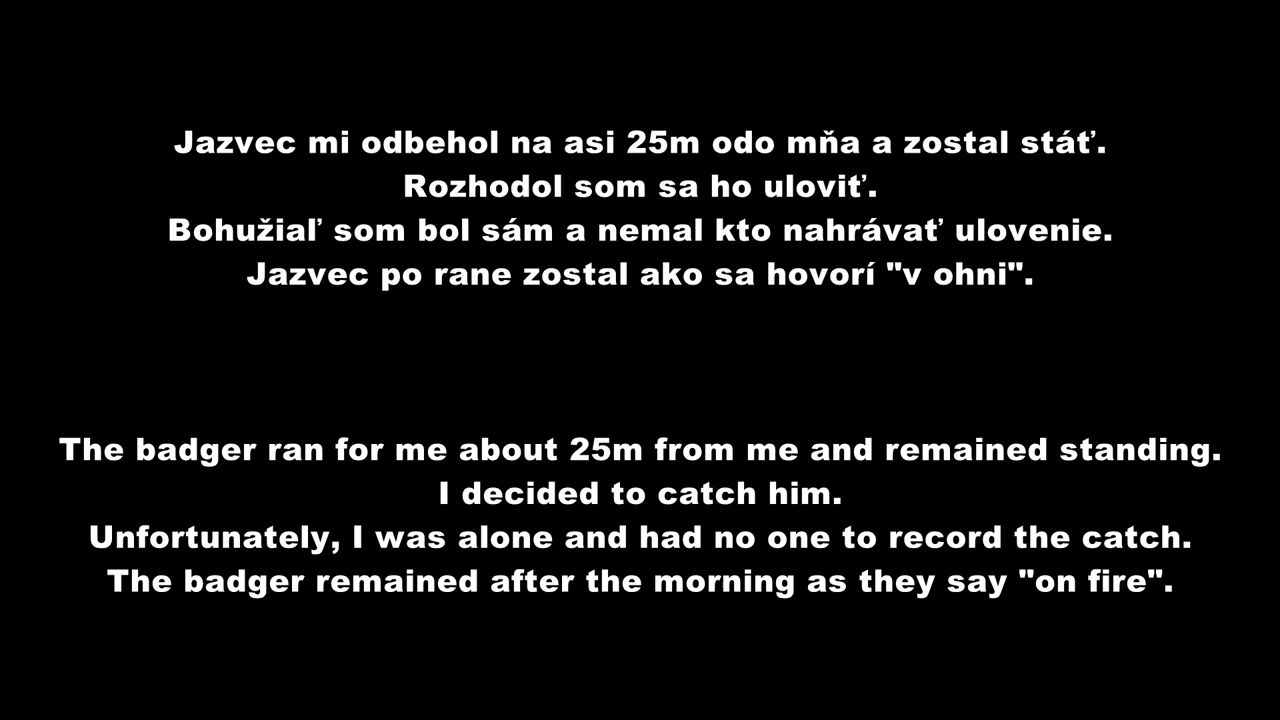 Jazvec mi odbehol na asi 25m odo mňa a zostal stáť.
Rozhodol som sa ho uloviť.
Bohužiaľ som bol sám a nemal kto nahrávať ulovenie.
Jazvec po rane zostal ako sa hovorí "v ohni".
The badger ran for me about 25m from me and remained standing.
I decided to catch him.
Unfortunately, I was alone and had no one to record the catch.
The badger remained after the morning as they say "on fire".